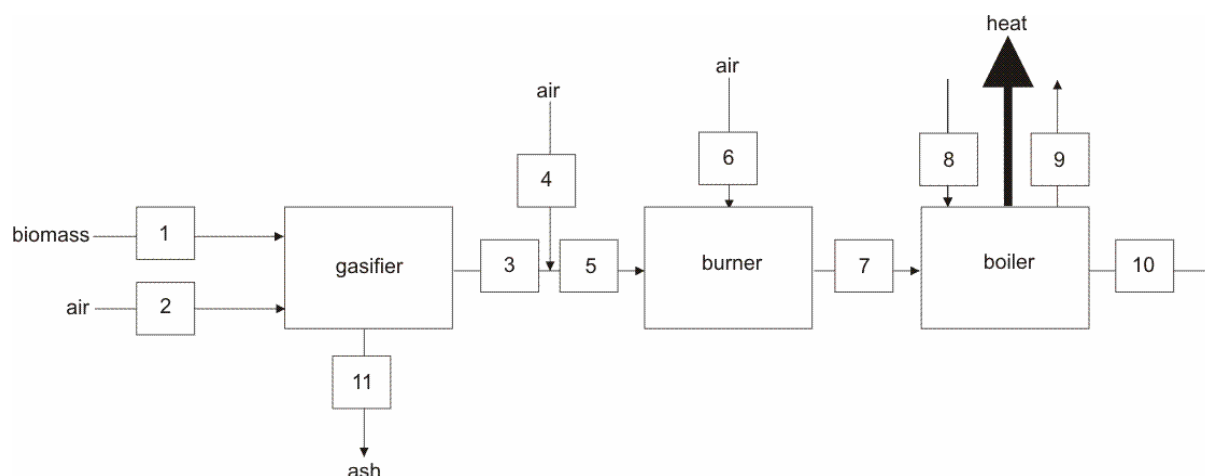 heat
air
air
6
8
9
4
biomass
1
gasifier
3
5
burner
7
boiler
10
air
2
11
ash